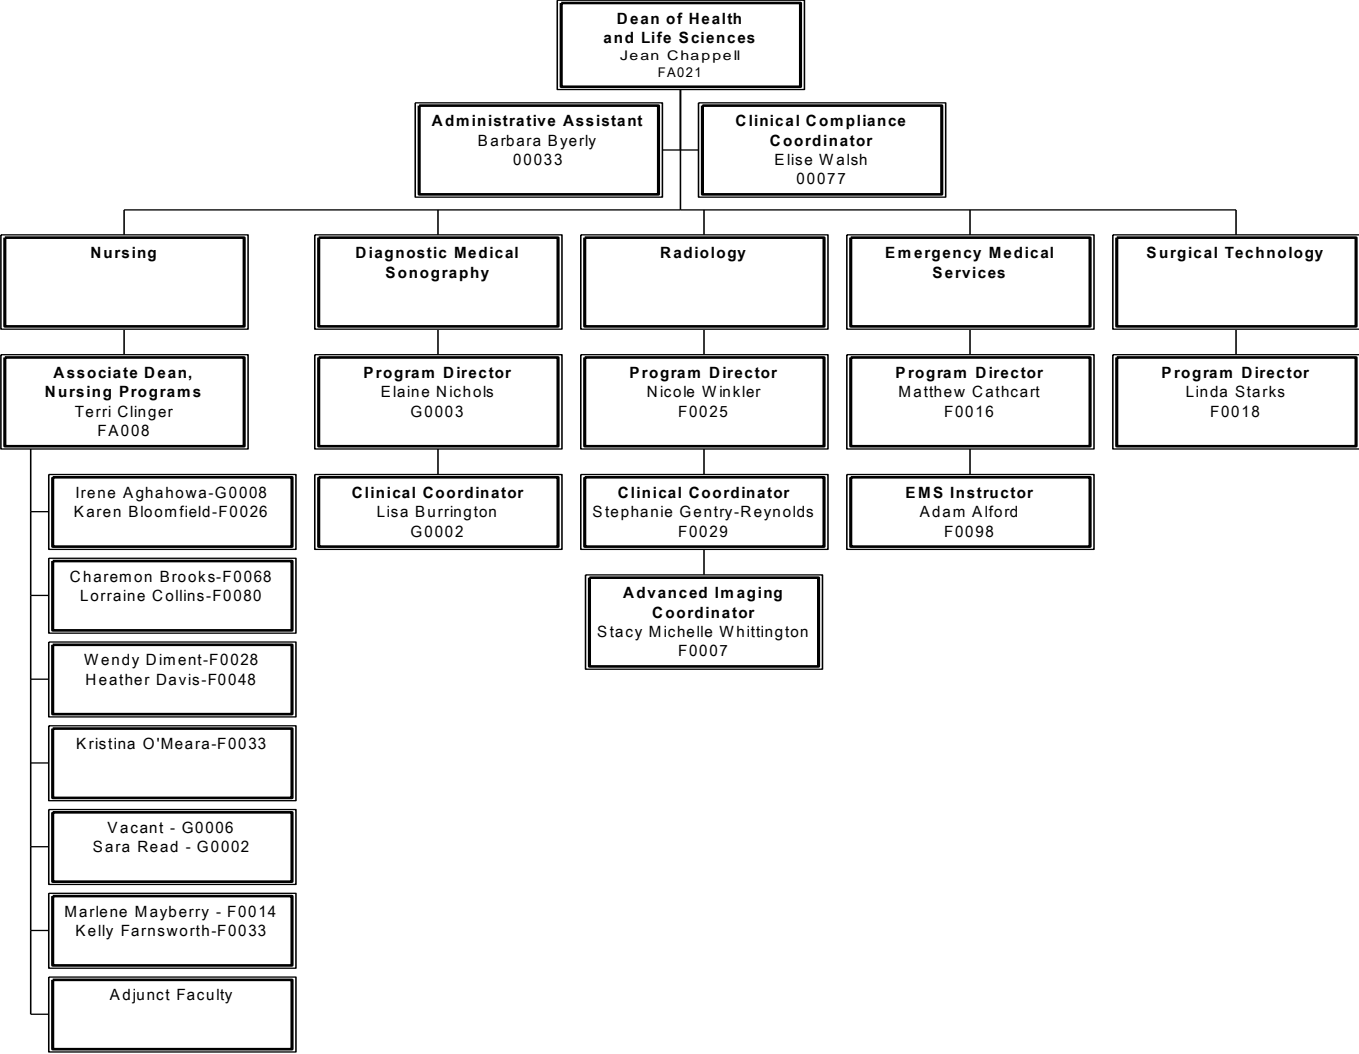 Dean of Health
and Life Sciences
Jean Chappell
FA021
Administrative Assistant
Barbara Byerly
00033
Clinical Compliance
Coordinator
Elise Walsh
00077
Nursing
Diagnostic Medical
Sonography
Radiology
Emergency Medical
Services
Surgical Technology
Associate Dean,
Nursing Programs
Terri Clinger
FA008
Program Director
Elaine Nichols
G0003
Program Director
Nicole Winkler
F0025
Program Director
Matthew Cathcart
F0016
Program Director
Linda Starks
F0018
Irene Aghahowa-G0008
Karen Bloomfield-F0026
Clinical Coordinator
Lisa Burrington
G0002
Clinical Coordinator
Stephanie Gentry-Reynolds
F0029
EMS Instructor
Adam Alford
F0098
Charemon Brooks-F0068
Lorraine Collins-F0080
Advanced Imaging
Coordinator
Stacy Michelle Whittington
F0007
Wendy Diment-F0028
Heather Davis-F0048
Kristina O'Meara-F0033
Vacant - G0006
Sara Read - G0002
Marlene Mayberry - F0014
Kelly Farnsworth-F0033
Adjunct Faculty